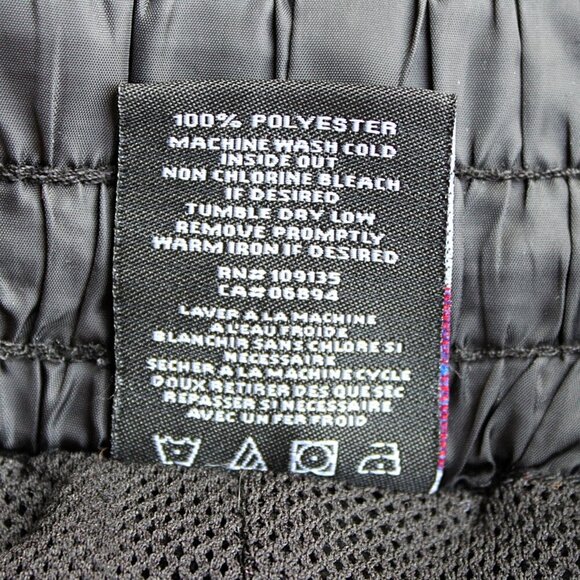 100% POLYESTER
MACHINE WASH COLD
INSIDE OUT
NON CHLORINE BLEACH
IF DESIRED
TUMBLE DRY LOW
REMOVE PROMPTLY
WARM IRON IF DESIRED
RN# 109135
CA#06894
LAVER A LA MACHINE
A L'EAU FROIDE
BLANCHIR SANS CHLORE SI
NECESSAIRE
SECHER A LA MACHINE CYCLE
DOUX RETIRER DES QUE SEC
REPASSER SI NECESSAIRE
AVEC UN FER FROID